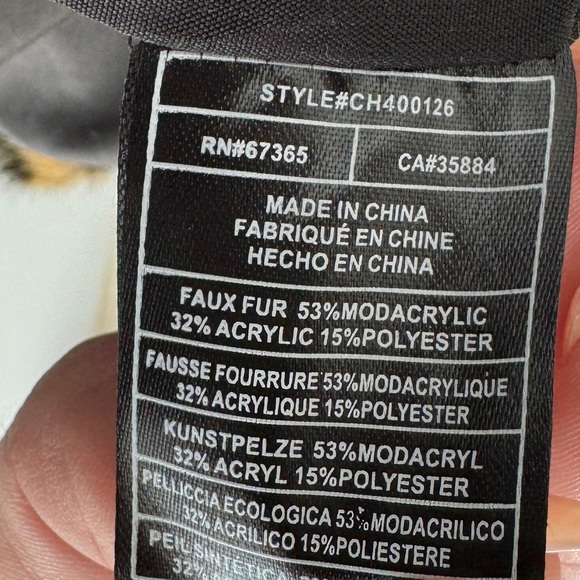 STYLE#CH400126
RN#67365 CA#35884
MADE IN CHINA
FABRIQUÉ EN CHINE
HECHO EN CHINA
FAUX FUR 53%MODACRYLIC
32% ACRYLIC 15%POLYESTER
FAUSSE FOURRURE 53%MODACRYLIQUE
32% ACRYLIQUE 15%POLYESTER
KUNSTPELZE 53%MODACRYL
32% ACRYL 15%POLYESTER
PELLICCIA ECOLOGICA 53%MODACRILICO
32% ACRILICO 15%POLIESTERE
32%